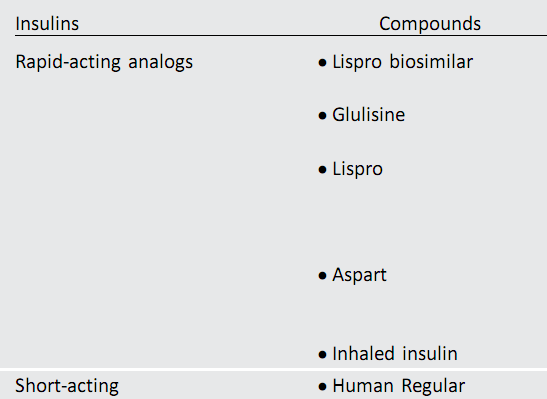 Insulins Compounds
Rapid-acting analogs • Lispro biosimilar
• Glulisine
• Lispro
• Aspart
• Inhaled insulin
Short-acting • Human Regular